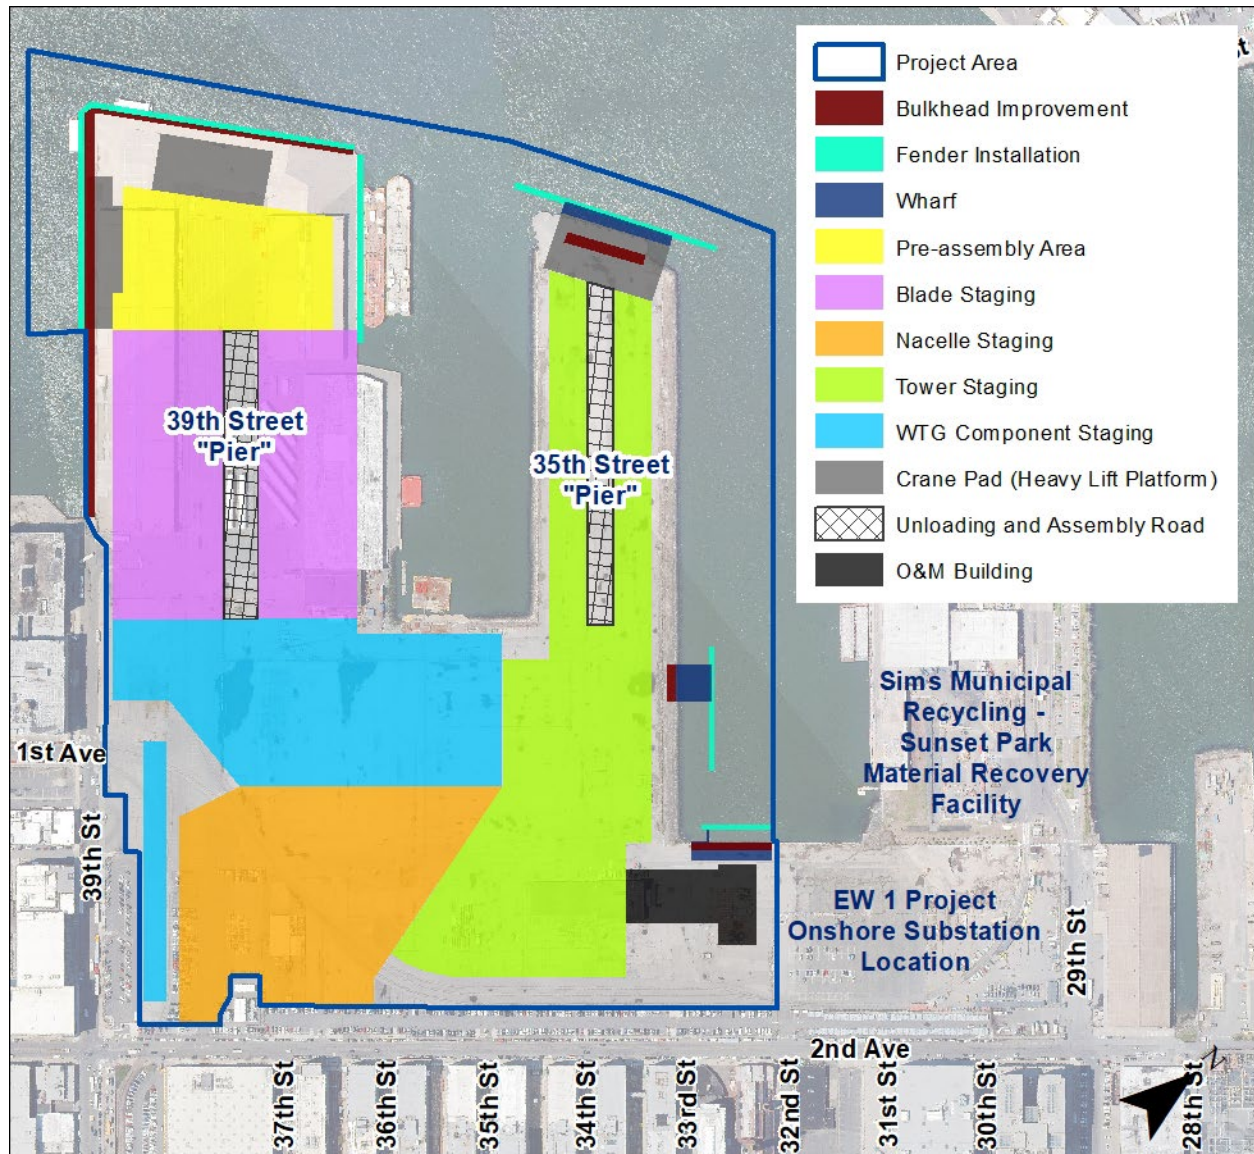 St
Project Area
Bulkhead Improvement
Fender Installation
Wharf
Pre-assembly Area
Blade Staging
Nacelle Staging
Tower Staging
WTG Component Staging
Crane Pad (Heavy Lift Platform)
Unloading and Assembly Road
O&M Building
39th Street
"Pier"
35th Street
"Pier"
Sims Municipal
Recycling -
Sunset Park
Material Recovery
Facility
1st Ave
39th St
EW 1 Project
Onshore Substation
Location
29th St
2nd Ave
37th St
36th St
35th St
34th St
33rd St
32nd St
31st St
30th St
28th St
N